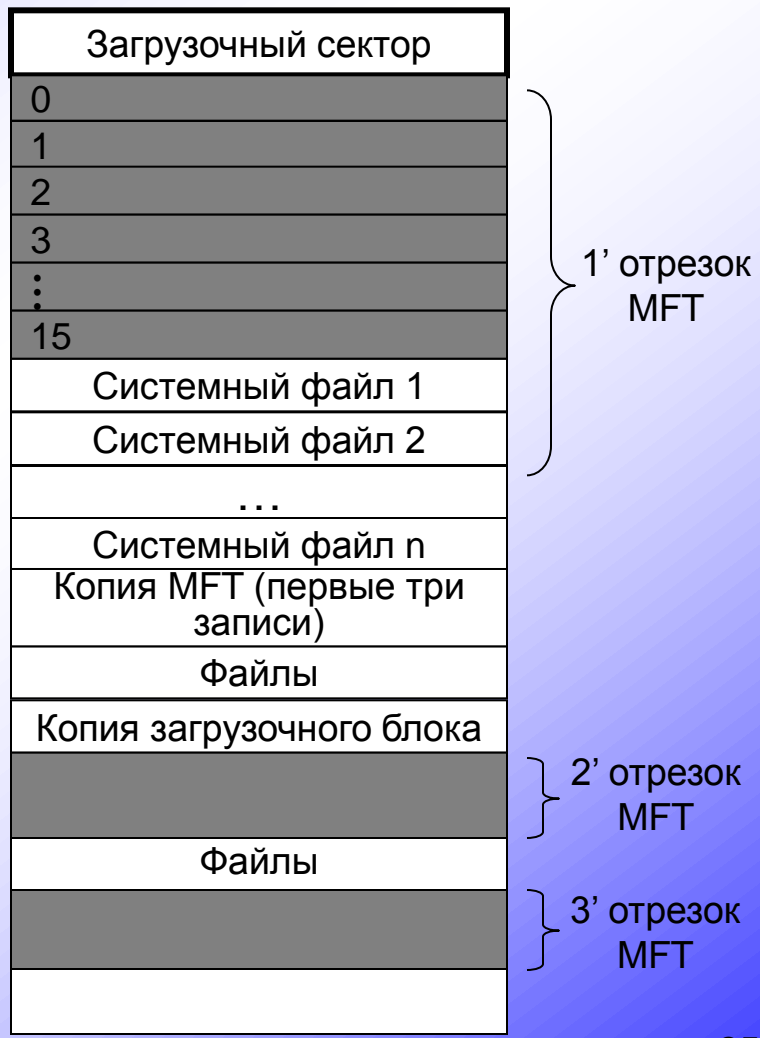 Загрузочный сектор
0
1
2
3
⋮
15
1’ отрезок
MFT
Системный файл 1
Системный файл 2
...
Системный файл n
Копия MFT (первые три
записи)
Файлы
Копия загрузочного блока
2’ отрезок
MFT
Файлы
3’ отрезок
MFT